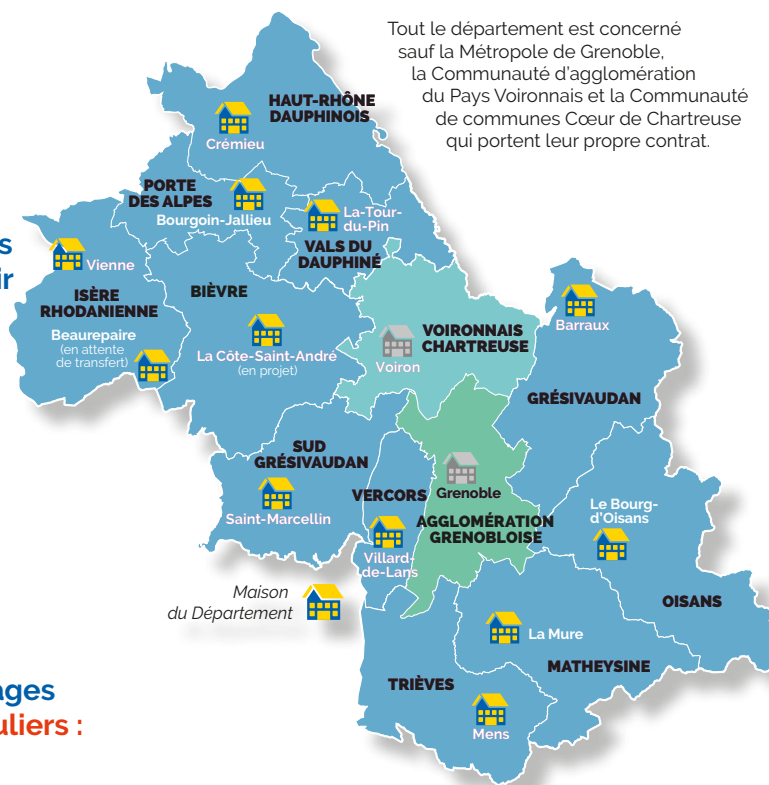 Tout le département est concerné
sauf la Métropole de Grenoble,
la Communauté d'agglomération
du Pays Voironnais et la Communauté
de communes Cœur de Chartreuse
qui portent leur propre contrat.
HAUT-RHÔNE
DAUPHINOIS
Crémieu
PORTE
DES ALPES
Bourgoin-Jallieu
La-Tour-
du-Pin
VALS DU
DAUPHINÉ
s
ir
Vienne
ISÈRE
RHODANIENNE
Beaurepaire
(en attente
de transfert)
BIÈVRE
La Côte-Saint-André
(en projet)
VOIRONNAIS
CHARTREUSE
Voiron
Barraux
GRÉSIVAUDAN
SUD
GRÉSIVAUDAN
Saint-Marcellin
VERCORS
Villard-
de-Lans
Grenoble
AGGLOMÉRATION
GRENOBLOISE
Le Bourg-
d'Oisans
OISANS
Maison
du Département
La Mure
MATHEYSINE
TRIÈVES
Mens
ages
uliers :